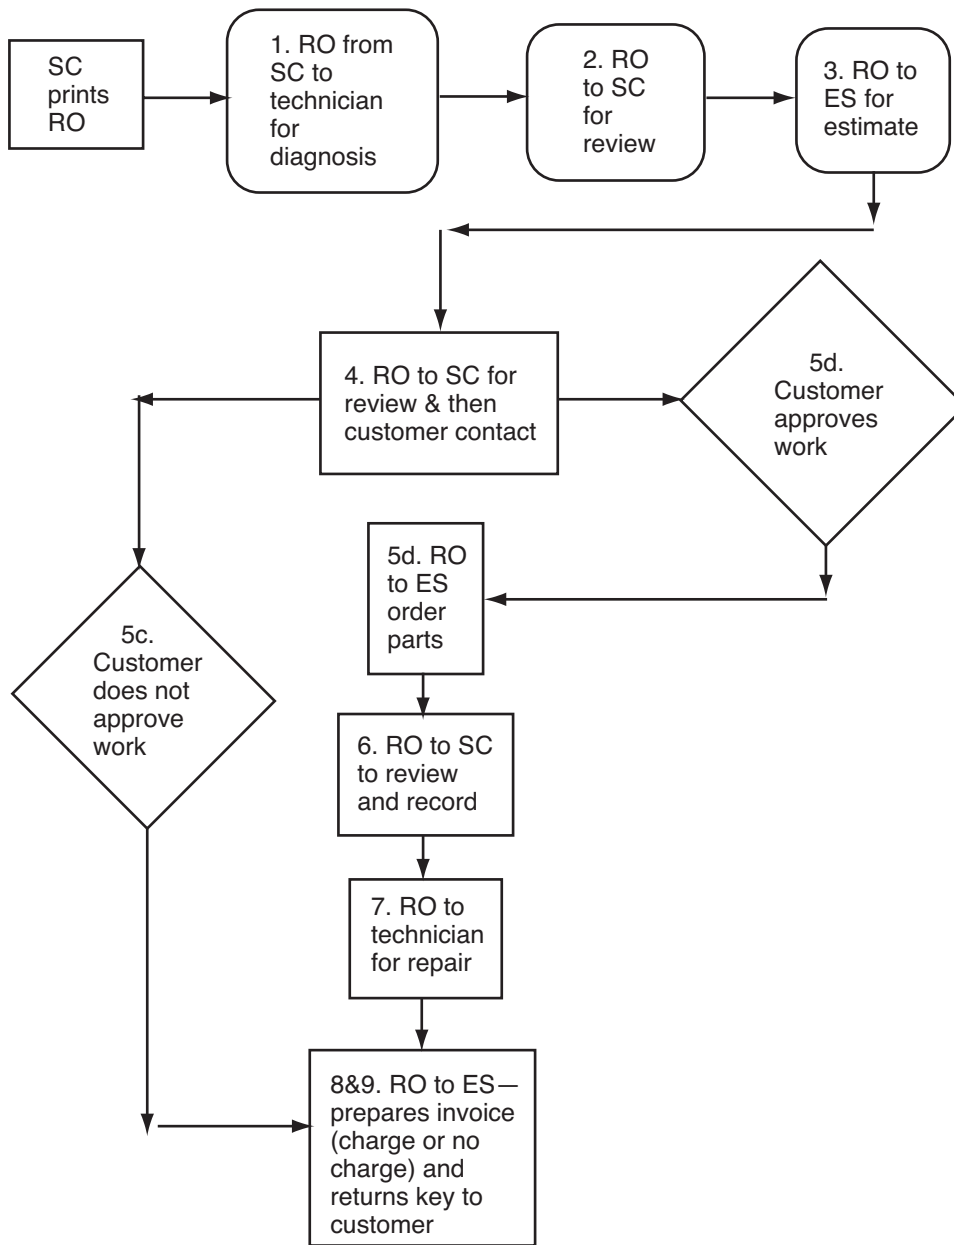 SC
prints
RO
1. RO from
SC to
technician
for
diagnosis
2. RO
to SC
for
review
3. RO to
ES for
estimate
4. RO to SC for
review & then
customer contact
5d.
Customer
approves
work
5d. RO
to ES
order
parts
5c.
Customer
does not
approve
work
6. RO to SC
to review
and record
7. RO to
technician
for repair
8&9. RO to ES—
prepares invoice
(charge or no
charge) and
returns key to
customer